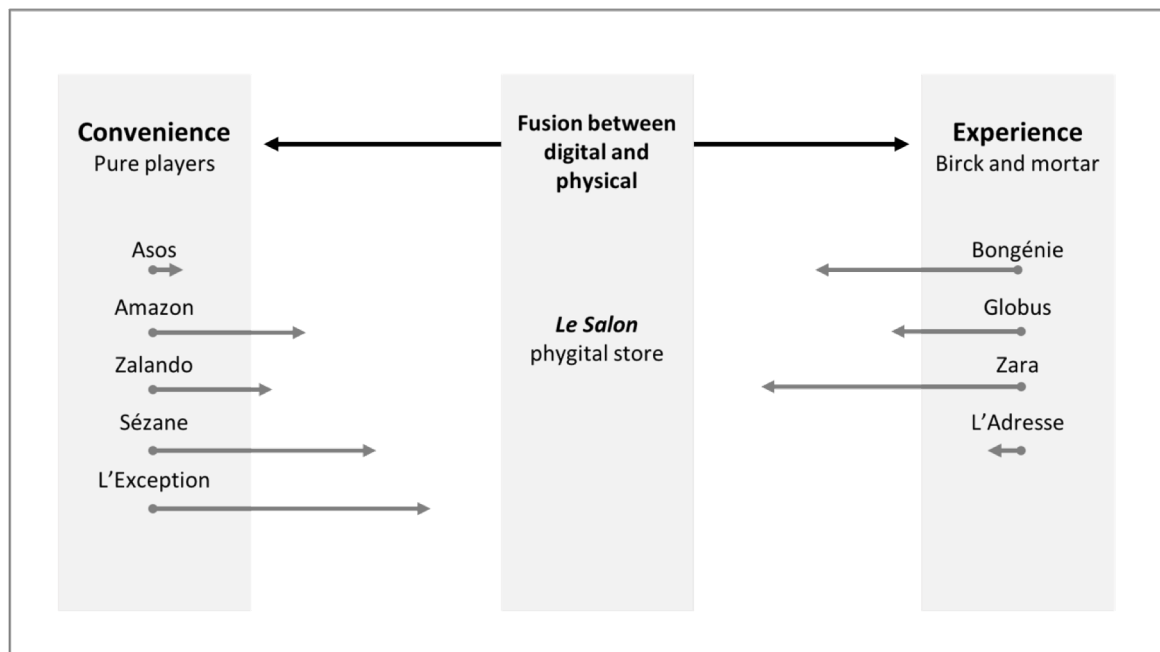 Convenience
Pure players
Fusion between
digital and
physical
Experience
Birck and mortar
Asos
Amazon
Zalando
Sézane
L’Exception
Le Salon
phygital store
Bongénie
Globus
Zara
L’Adresse